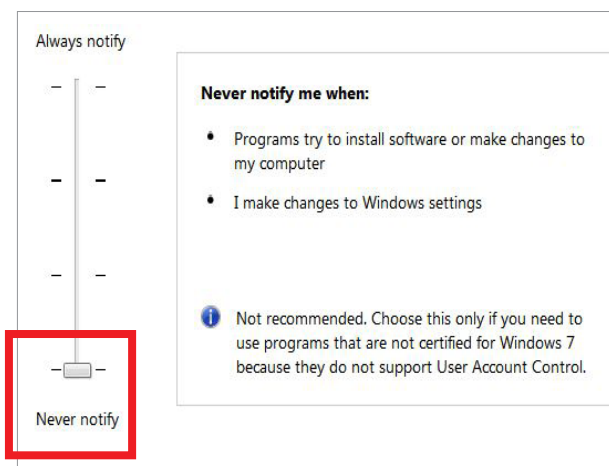 Always notify
Never notify me when:
Programs try to install software or make changes to
my computer
I make changes to Windows settings
Not recommended. Choose this only if you need to
use programs that are not certified for Windows 7
because they do not support User Account Control.
Never notify